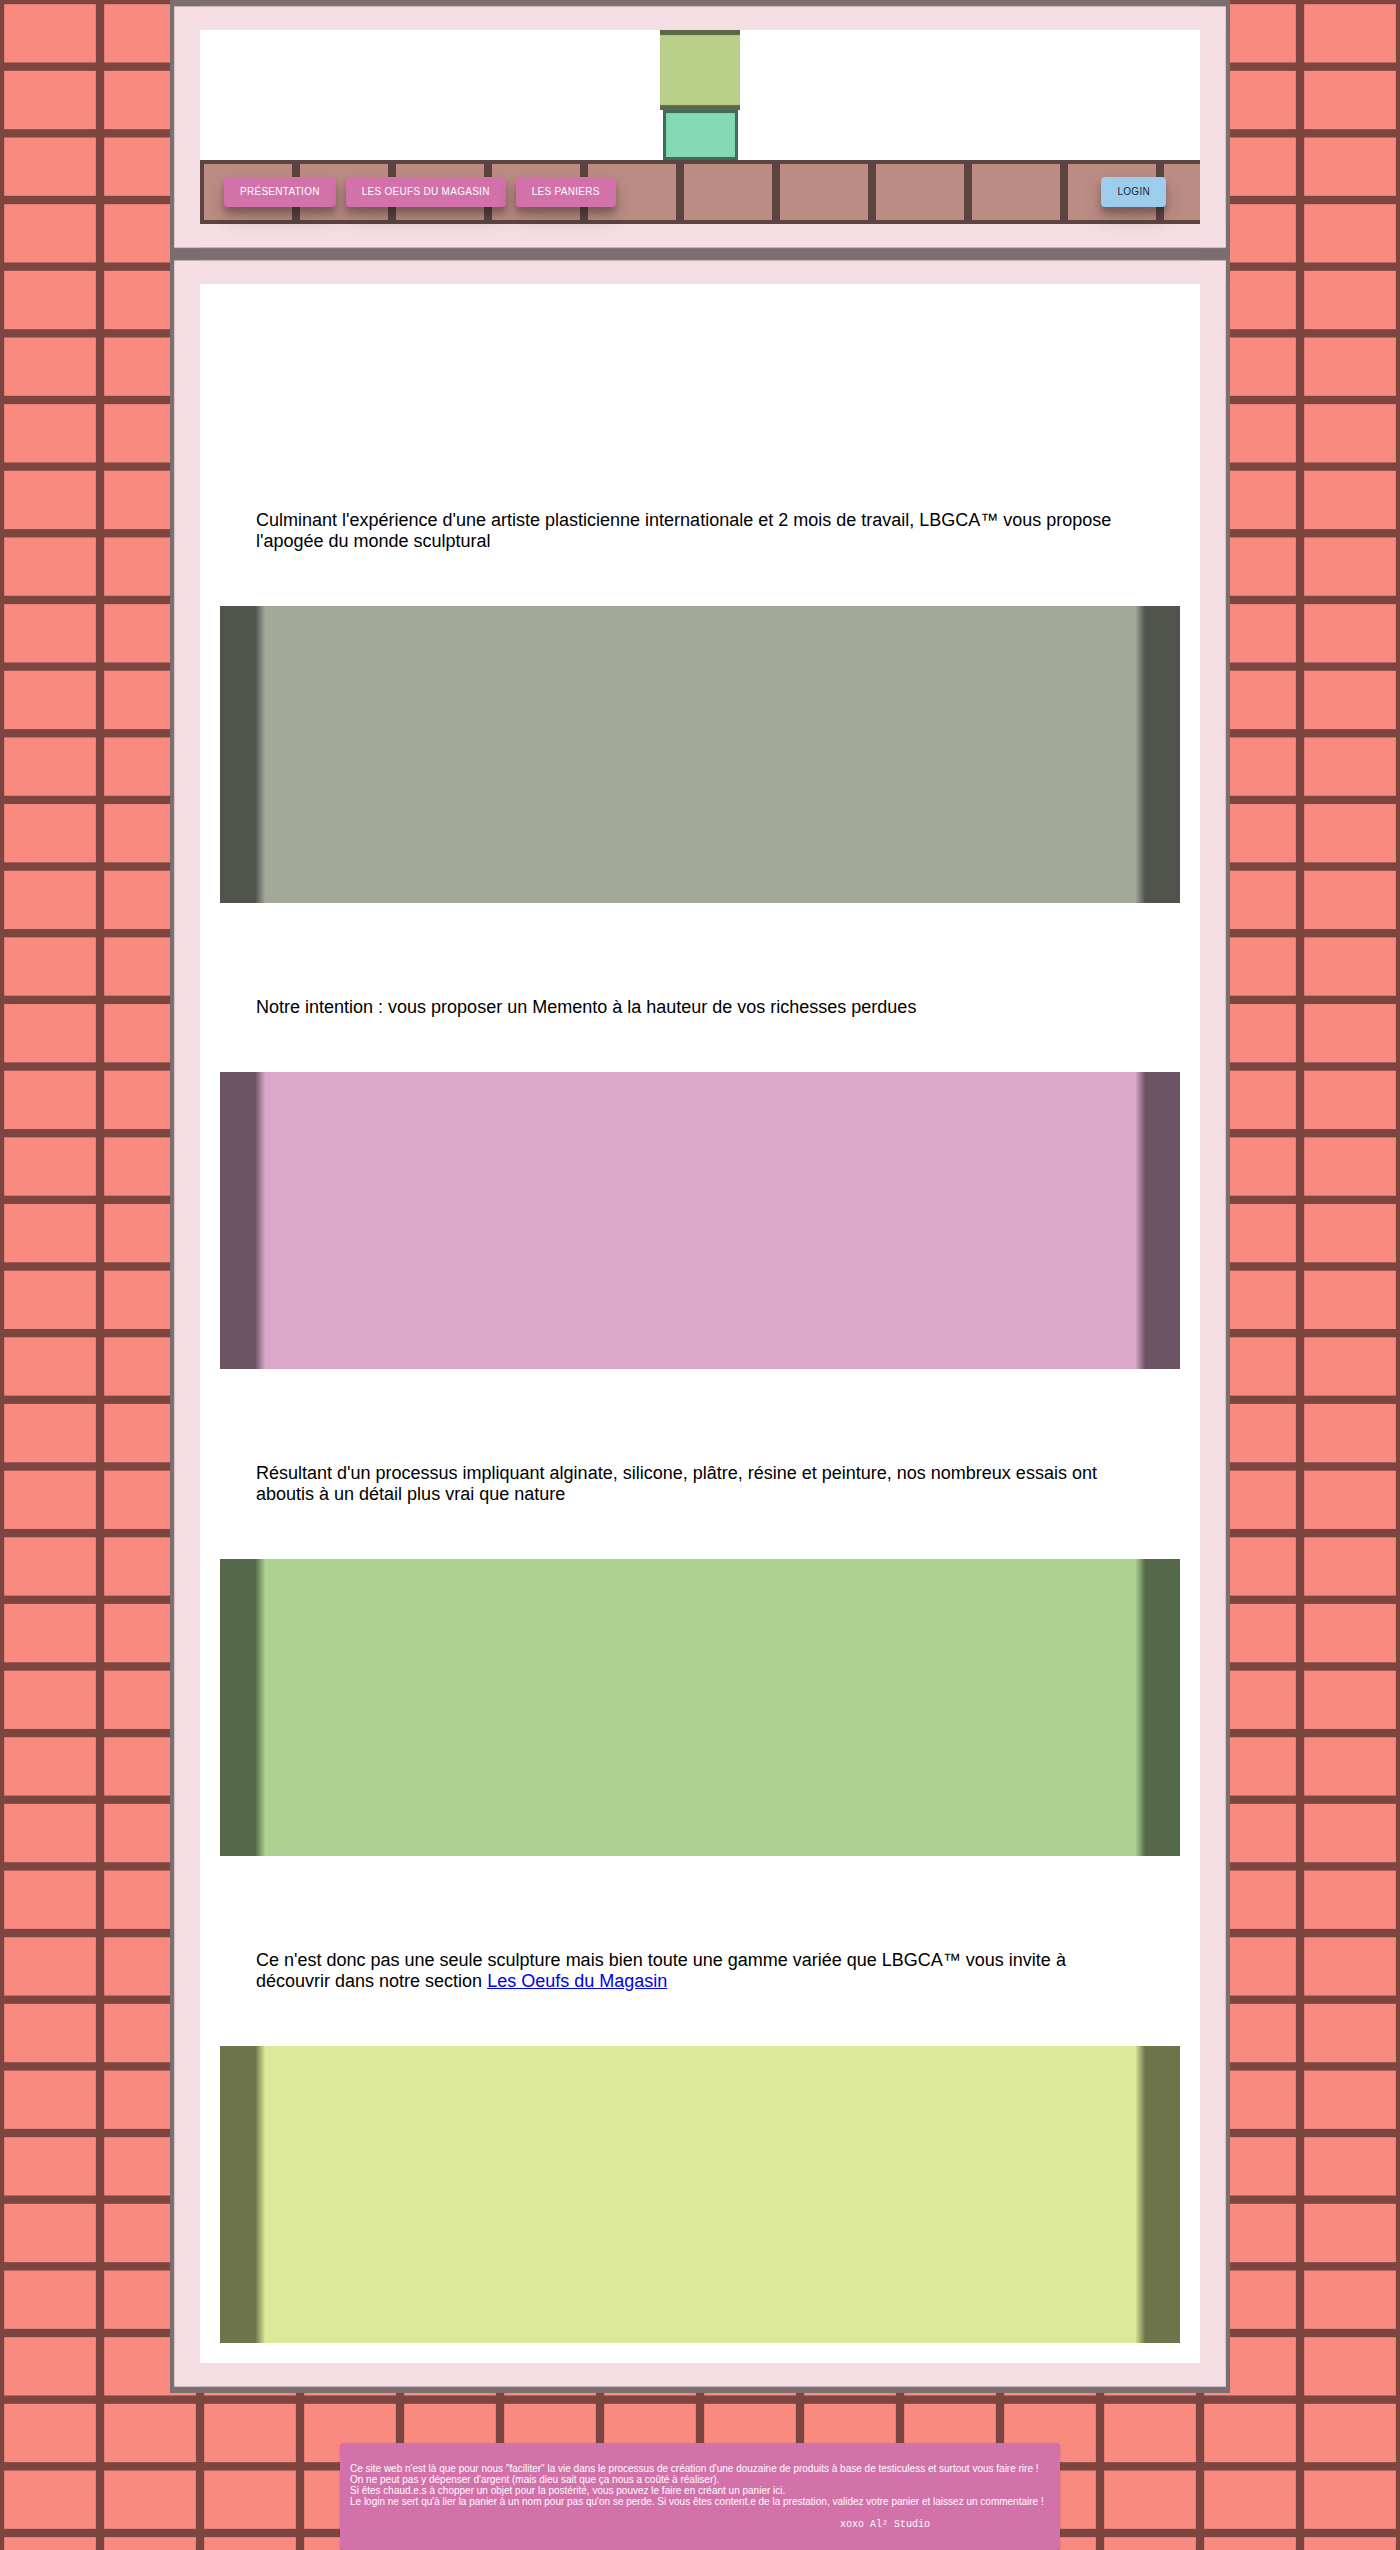 PRÉSENTATION
LES OEUFS DU MAGASIN
LES PANIERS
LOGIN
Culminant l'expérience d'une artiste plasticienne internationale et 2 mois de travail, LBGCA™ vous propose
l'apogée du monde sculptural
Notre intention : vous proposer un Memento à la hauteur de vos richesses perdues
Résultant d'un processus impliquant alginate, silicone, plâtre, résine et peinture, nos nombreux essais ont
aboutis à un détail plus vrai que nature
Ce n'est donc pas une seule sculpture mais bien toute une gamme variée que LBGCA™ vous invite à
découvrir dans notre section Les Oeufs du Magasin
Ce site web n'est là que pour nous "faciliter" la vie dans le processus de création d'une douzaine de produits à base de testiculess et surtout vous faire rire !
On ne peut pas y dépenser d'argent (mais dieu sait que ça nous a coûté à réaliser).
Si êtes chaud.e.s à chopper un objet pour la postérité, vous pouvez le faire en créant un panier ici.
Le login ne sert qu'à lier la panier à un nom pour pas qu'on se perde. Si vous êtes content.e de la prestation, validez votre panier et laissez un commentaire !
xoxo Al² Studio